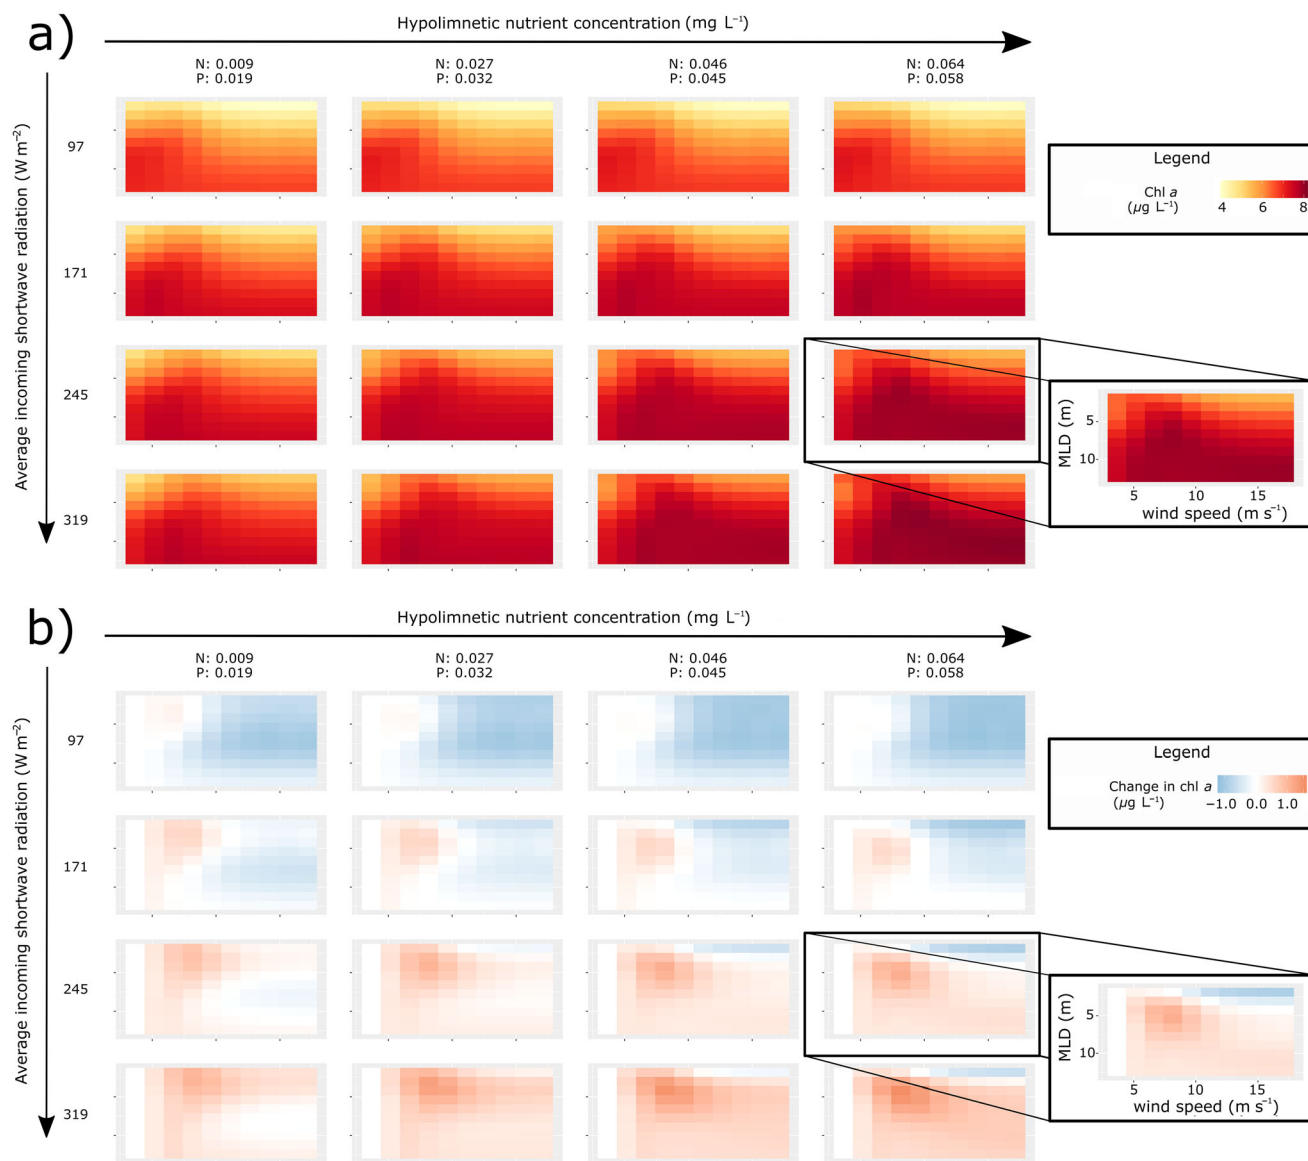 a)
Hypolimnetic nutrient concentration (mg L⁻¹)
N: 0.009
P: 0.019
N: 0.027
P: 0.032
N: 0.046
P: 0.045
N: 0.064
P: 0.058
Average incoming shortwave radiation (W m⁻²)
97
171
245
319
Legend
Chl a
(µg L⁻¹)
4 6 8
MLD (m)
5
10
5 10 15
wind speed (m s⁻¹)
b)
Hypolimnetic nutrient concentration (mg L⁻¹)
N: 0.009
P: 0.019
N: 0.027
P: 0.032
N: 0.046
P: 0.045
N: 0.064
P: 0.058
Average incoming shortwave radiation (W m⁻²)
97
171
245
319
Legend
Change in chl a
(µg L⁻¹)
−1.0 0.0 1.0
MLD (m)
5
10
5 10 15
wind speed (m s⁻¹)